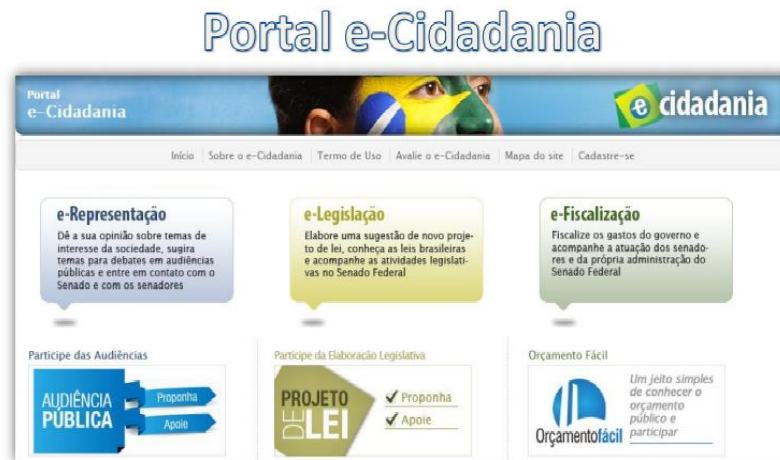 Portal e-Cidadania
Portal
e-Cidadania
e cidadania
Início Sobre o e-Cidadania Termo de Uso Avalie o e-Cidadania Mapa do site Cadastre-se
e-Representação
Dê a sua opinião sobre temas de
interesse da sociedade, sugira
temas para debates em audiências
públicas e entre em contato com o
Senado e com os senadores
e-Legislação
Elabore uma sugestão de novo proje-
to de lei, conheça as leis brasileiras
e acompanhe as atividades legislati-
vas no Senado Federal
e-Fiscalização
Fiscalize os gastos do governo e
acompanhe a atuação dos senado-
res e da própria administração do
Senado Federal
Participe das Audiências
AUDIÊNCIA
PÚBLICA
Proponha
Apoie
Participe da Elaboração Legislativa
PROJETO
DE LEI
Proponha
Apoie
Orçamento Fácil
Orçamentofácil
Um jeito simples
de conhecer o
orçamento
público e
participar